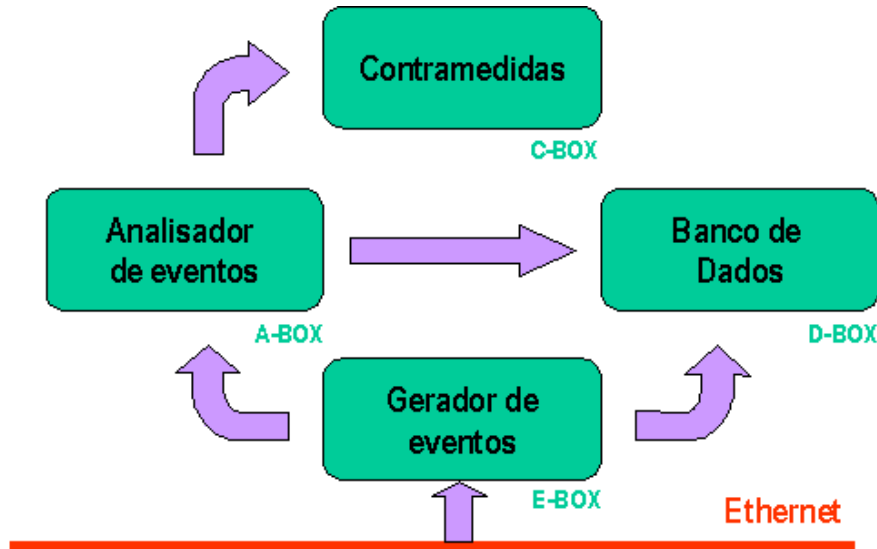 Contramedidas
C-BOX
Analisador
de eventos
A-BOX
Banco de
Dados
D-BOX
Gerador de
eventos
E-BOX
Ethernet